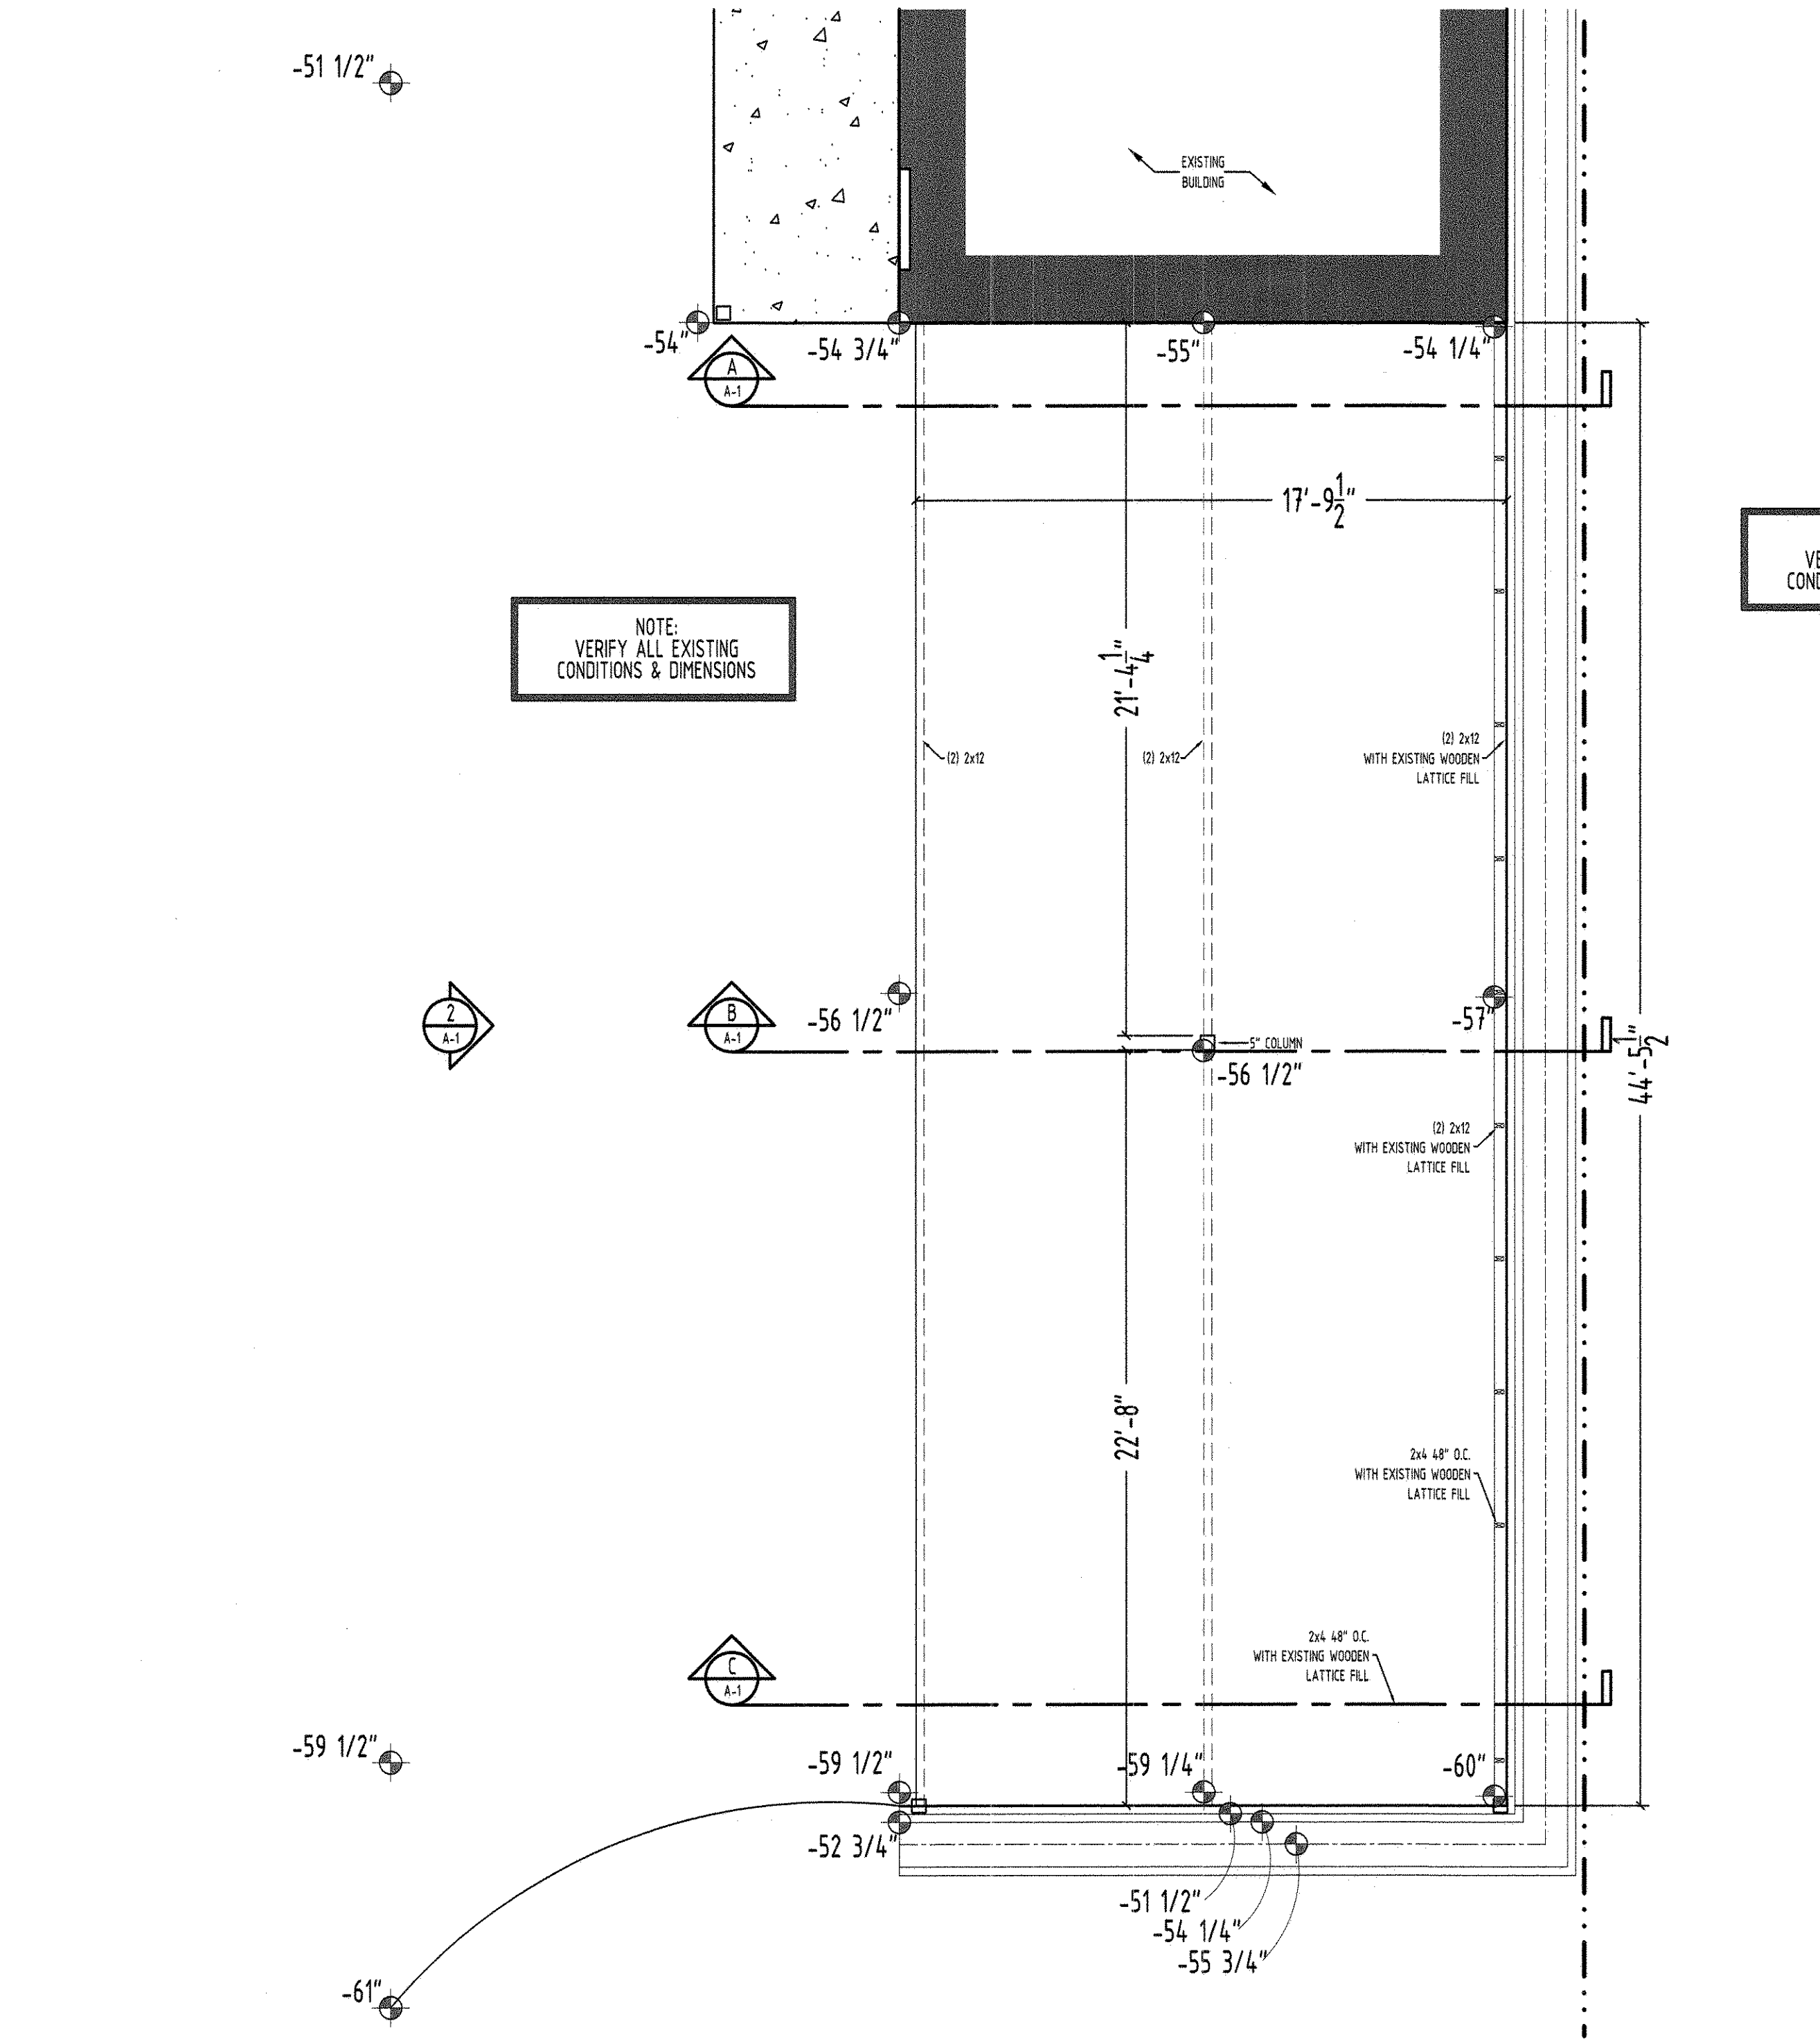 -51 1/2"
EXISTING
BUILDING
-54"
-54 3/4"
-55"
-54 1/4"
A
A-1
17'-9 1/2"
VE
COND
NOTE:
VERIFY ALL EXISTING
CONDITIONS & DIMENSIONS
21'-4 1/4"
(2) 2x12
(2) 2x12
(2) 2x12
WITH EXISTING WOODEN
LATTICE FILL
2
A-1
B
A-1
-56 1/2"
-57"
5" COLUMN
-56 1/2"
44'-5 1/2"
(2) 2x12
WITH EXISTING WOODEN
LATTICE FILL
22'-8"
2x4 48" O.C.
WITH EXISTING WOODEN
LATTICE FILL
2x4 48" O.C.
WITH EXISTING WOODEN
LATTICE FILL
C
A-1
-59 1/2"
-59 1/2"
-59 1/4"
-60"
-52 3/4"
-51 1/2"
-54 1/4"
-55 3/4"
-61"